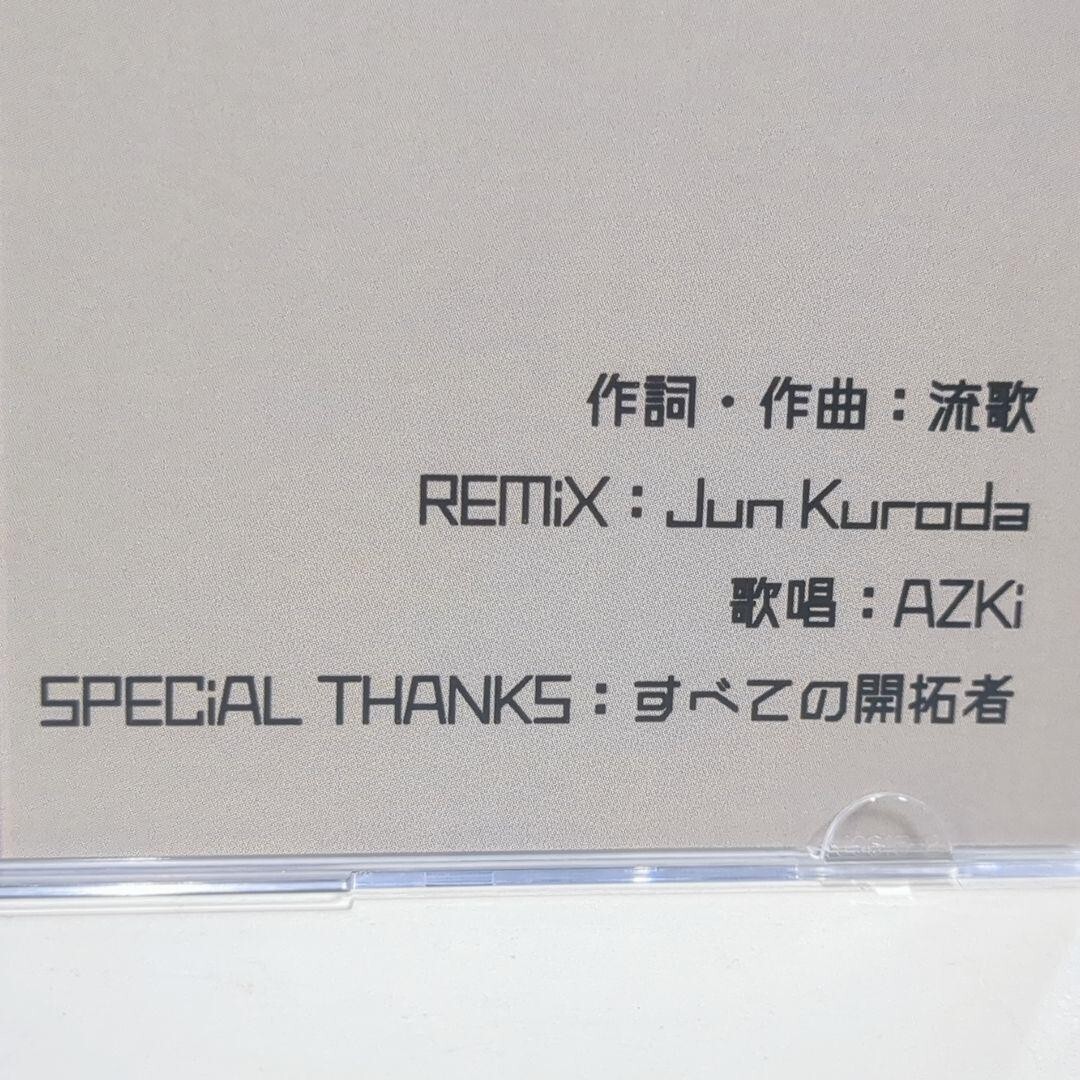 作詞・作曲：流歌
REMiX：Jun Kuroda
歌唱：AZKi
SPECiAL THANKS：すべての開拓者